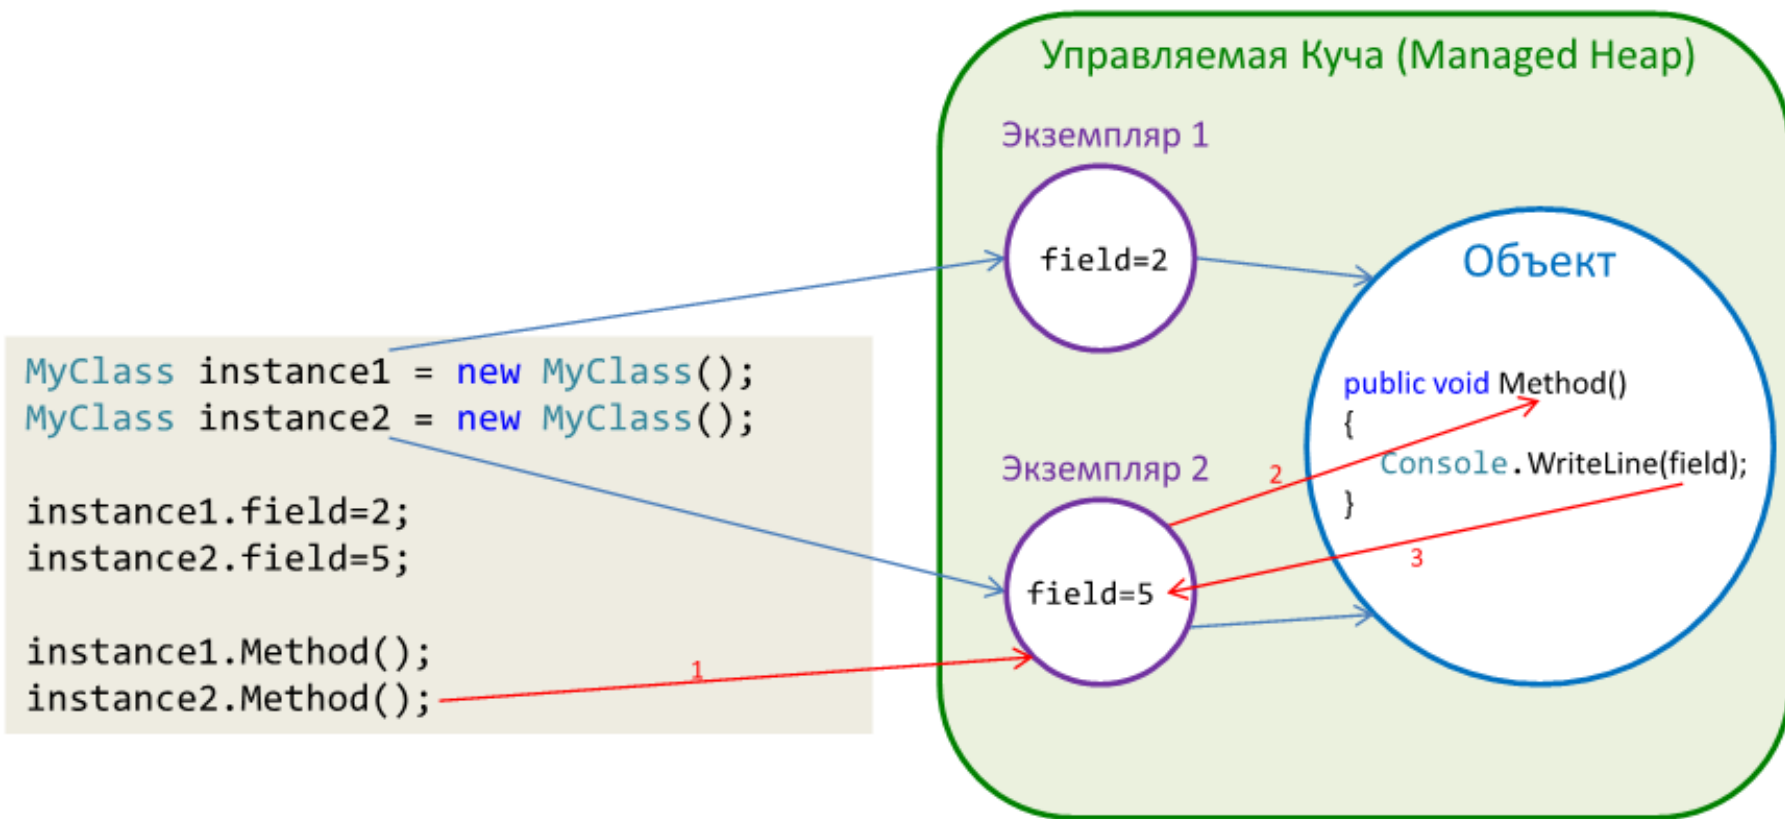 Управляемая Куча (Managed Heap)
Экземпляр 1
field=2
Объект
MyClass instance1 = new MyClass();
MyClass instance2 = new MyClass();
instance1.field=2;
instance2.field=5;
instance1.Method();
instance2.Method();
1
Экземпляр 2
field=5
2
3
public void Method()
{
Console.WriteLine(field);
}